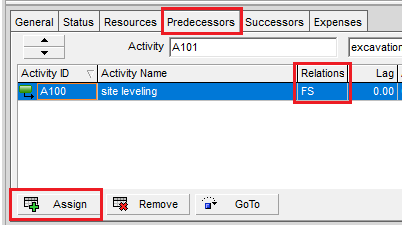 General Status Resources Predecessors Successors Expenses
Activity A101 excavation
Activity ID Activity Name Relations Lag
A100 site leveling FS 0.00
Assign Remove GoTo